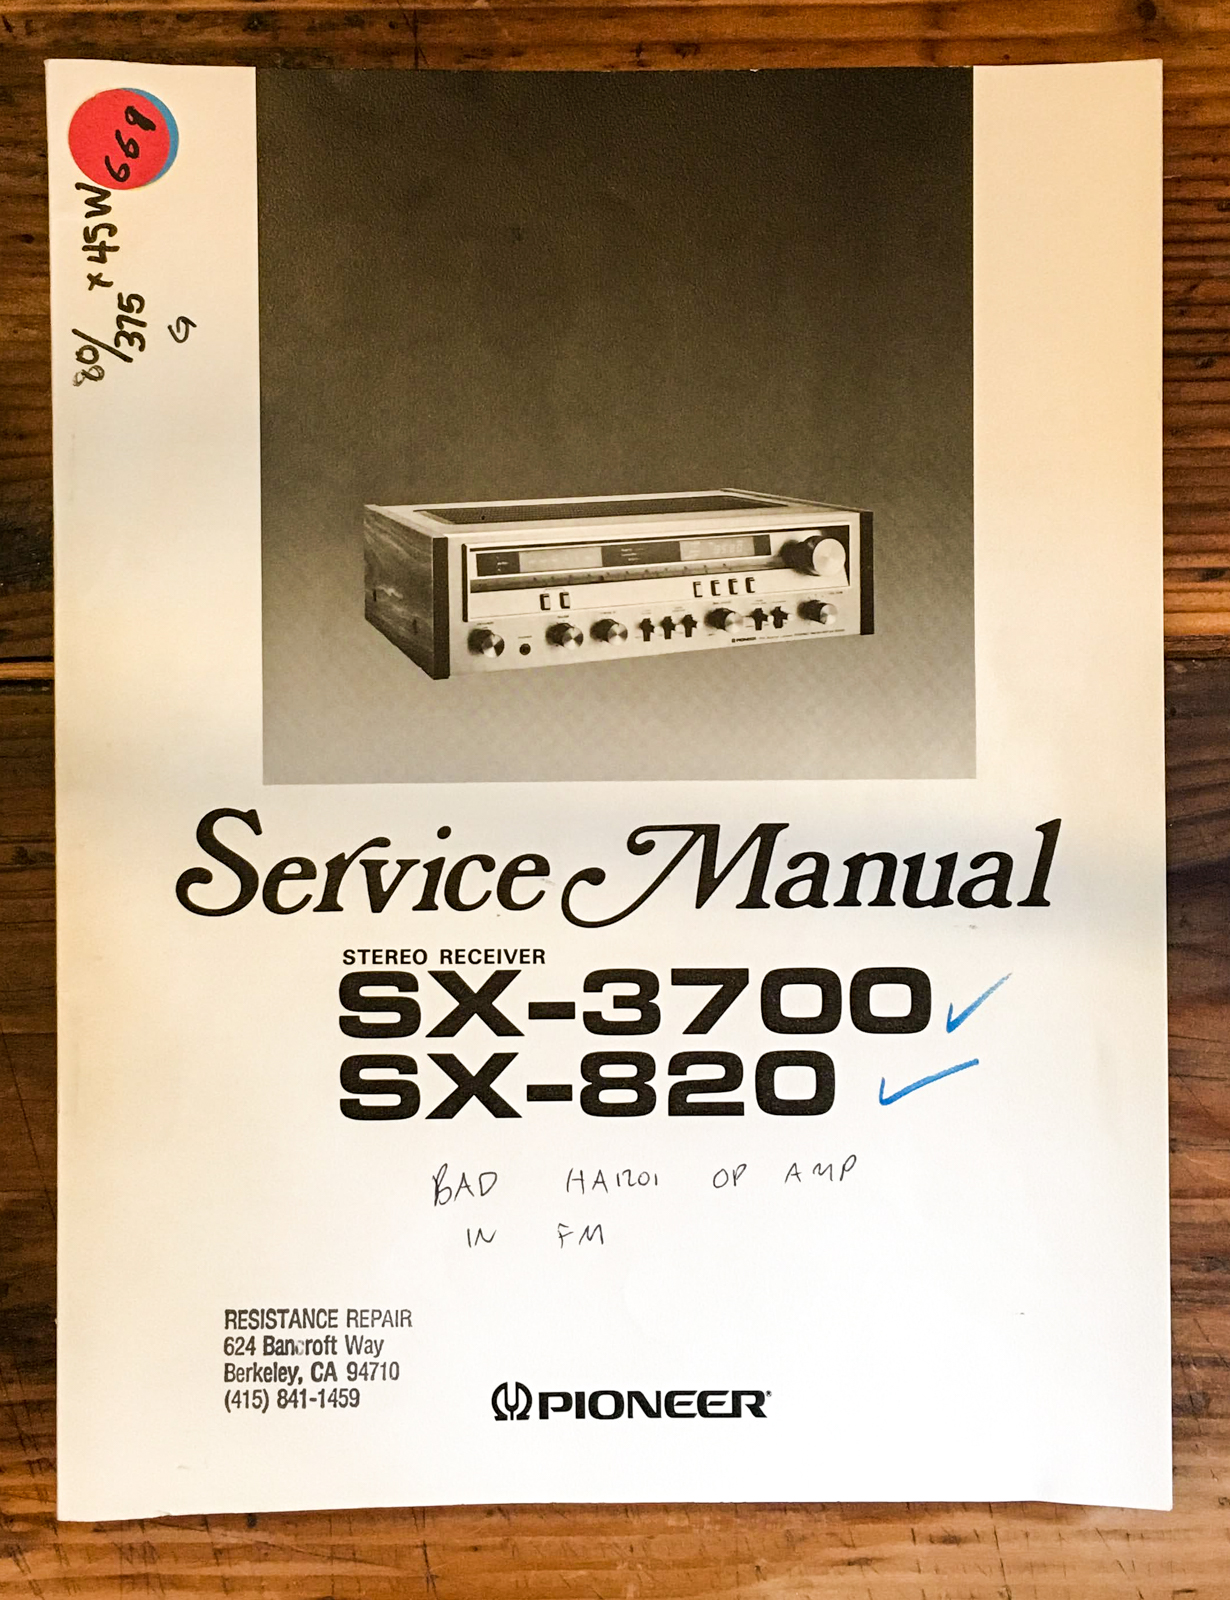 669
80/375 x 45W
G
Service Manual
STEREO RECEIVER
SX-3700
SX-820
BAD HA1201 OP AMP
IN FM
RESISTANCE REPAIR
624 Bancroft Way
Berkeley, CA 94710
(415) 841-1459
PIONEER®